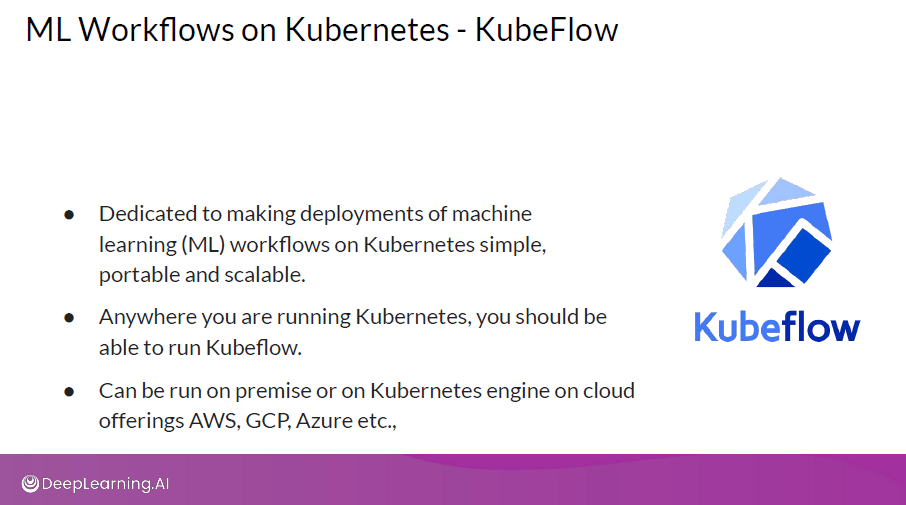 ML Workflows on Kubernetes - KubeFlow
● Dedicated to making deployments of machine
learning (ML) workflows on Kubernetes simple,
portable and scalable.
● Anywhere you are running Kubernetes, you should be
able to run Kubeflow.
● Can be run on premise or on Kubernetes engine on cloud
offerings AWS, GCP, Azure etc.,
Kubeflow
DeepLearning.AI